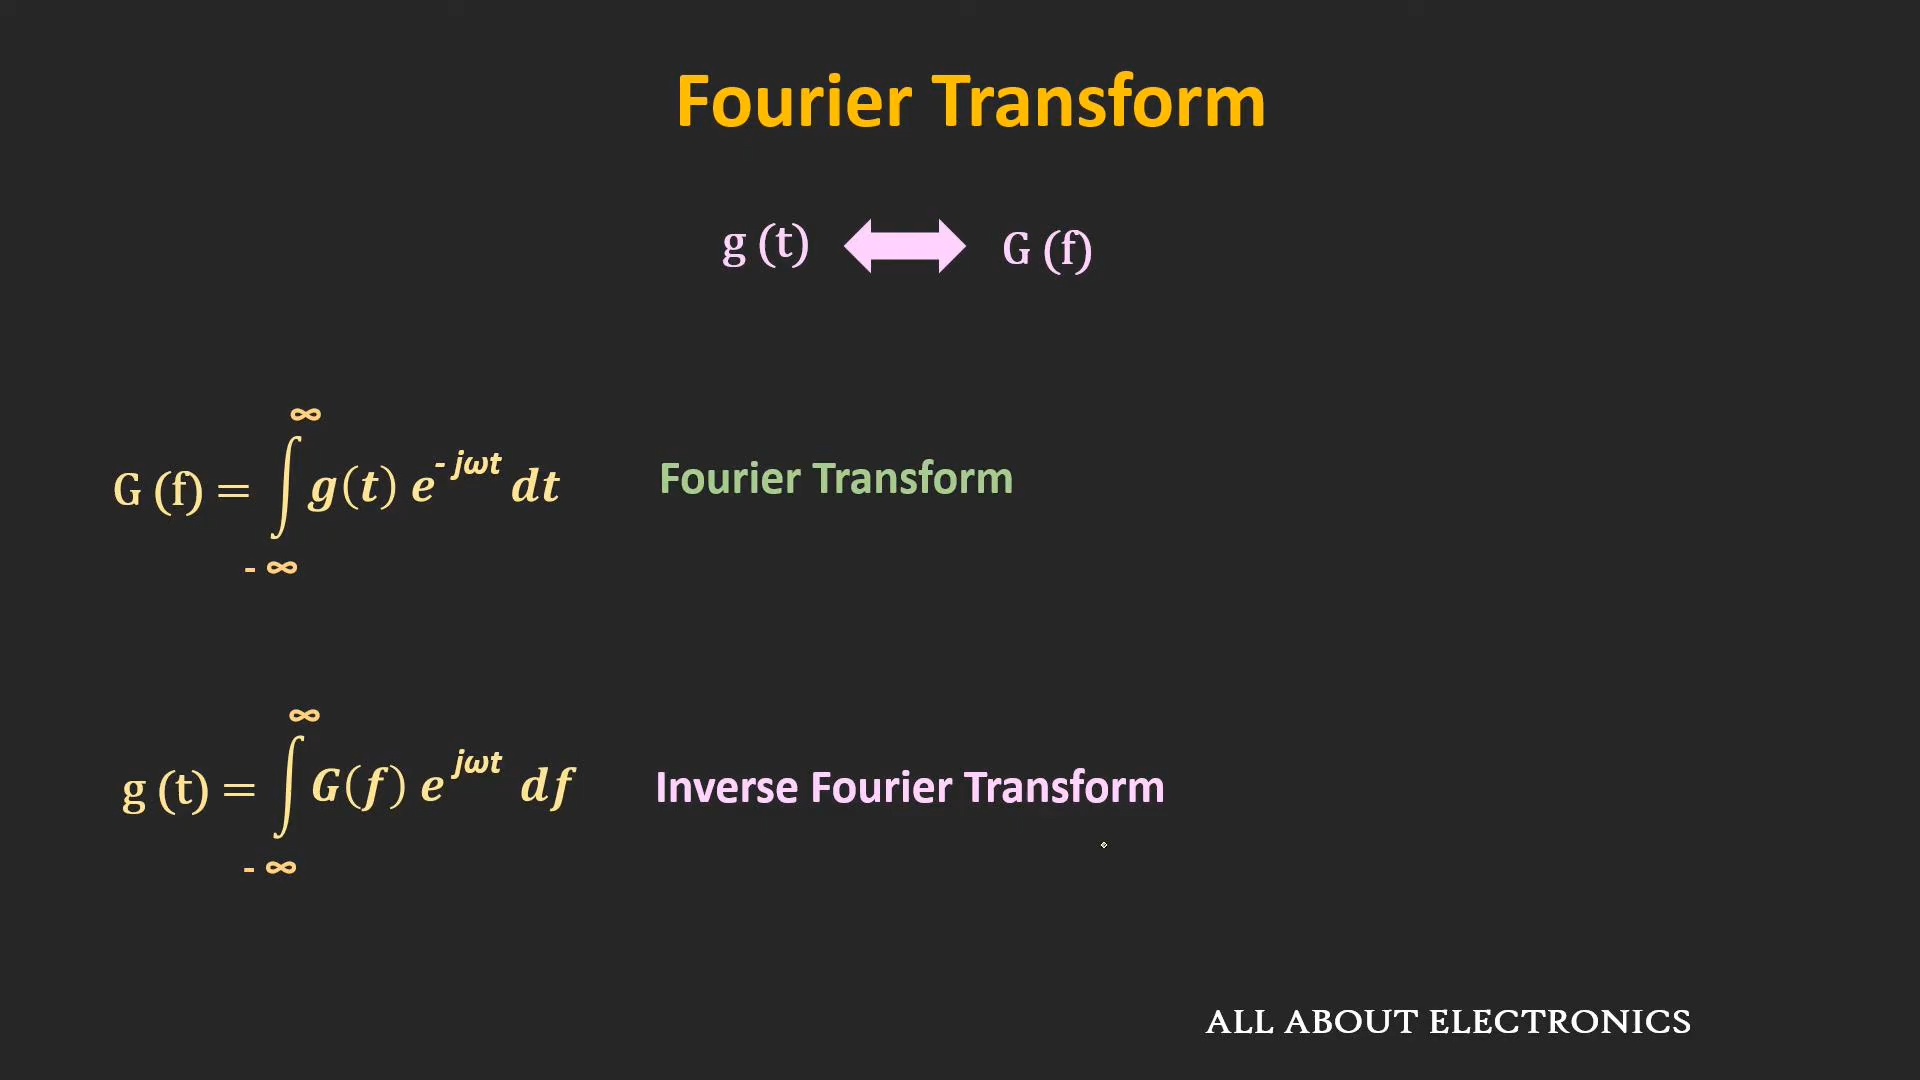 Fourier Transform
g (t) ⟷ G (f)
G (f) = ∫_{-∞}^{∞} g(t) e^{- jωt} dt
Fourier Transform
g (t) = ∫_{-∞}^{∞} G(f) e^{jωt} df
Inverse Fourier Transform
ALL ABOUT ELECTRONICS